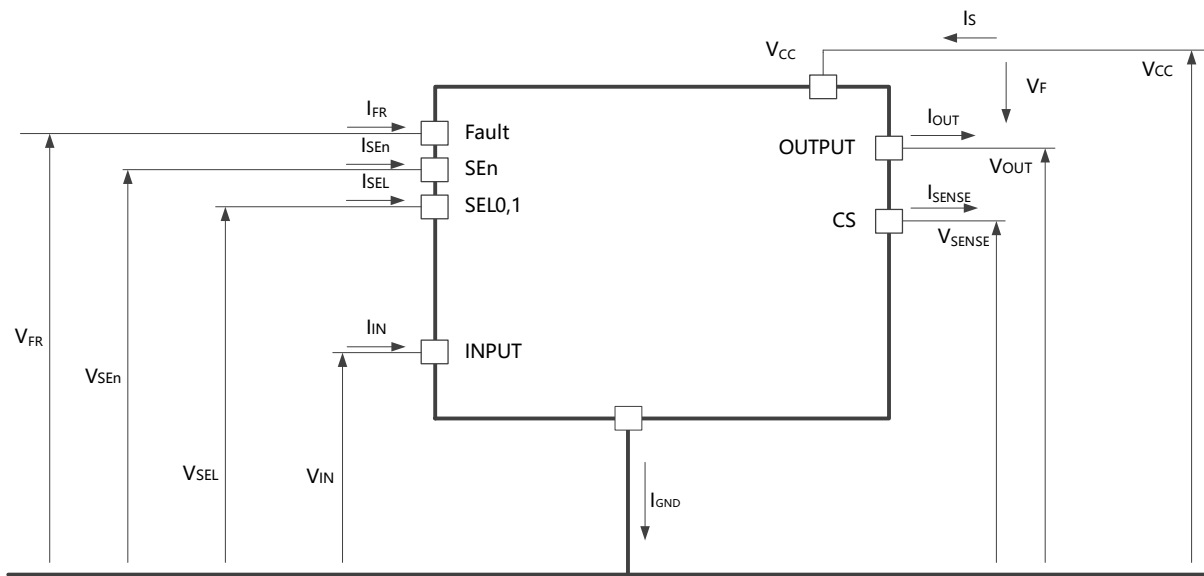 IS
VCC
VCC
VF
IFR
Fault
IOUT
ISEn
SEn
OUTPUT
VOUT
ISEL
SEL0,1
ISENSE
CS
VSENSE
IIN
INPUT
VFR
VSEn
VSEL
VIN
IGND